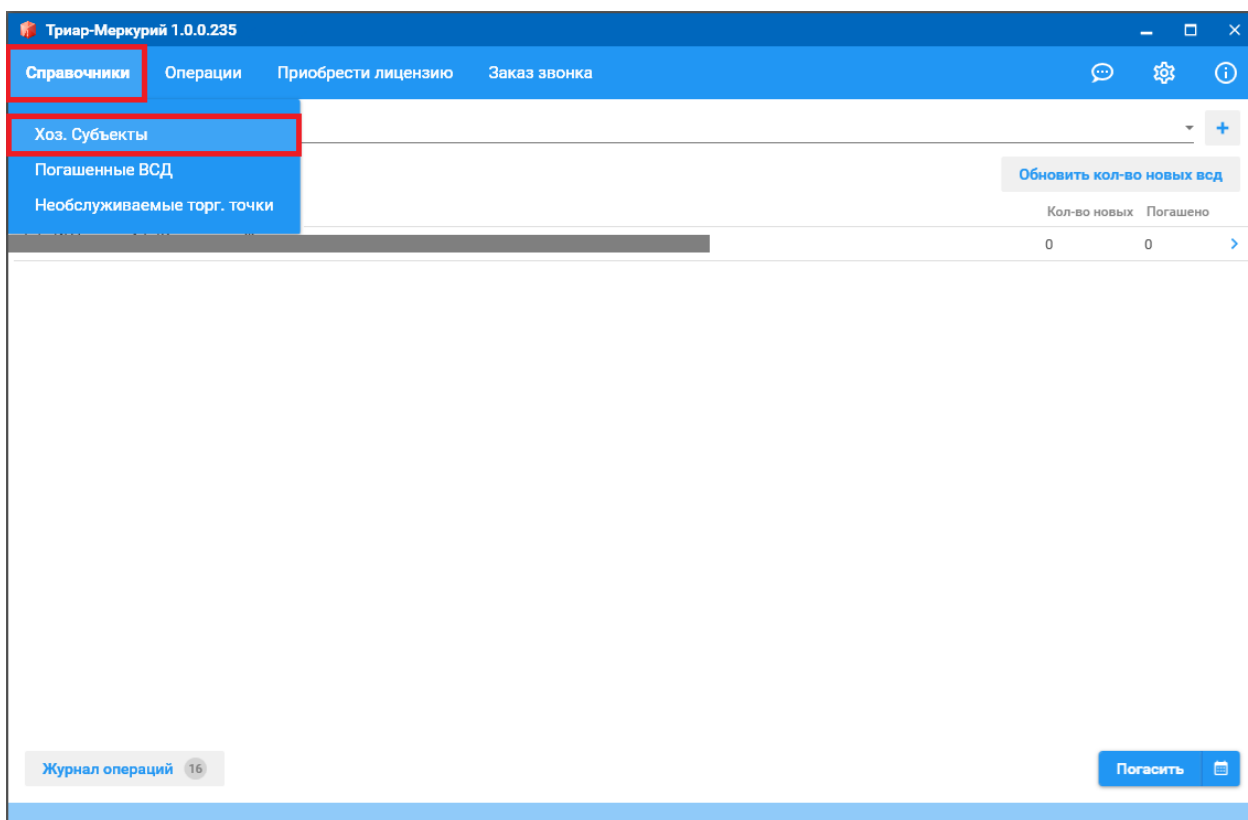 Триар-Меркурий 1.0.0.235
Справочники Операции Приобрести лицензию Заказ звонка
Хоз. Субъекты
Погашенные ВСД
Обновить кол-во новых всд
Необслуживаемые торг. точки
Кол-во новых Погашено
0 0
Журнал операций 16
Погасить